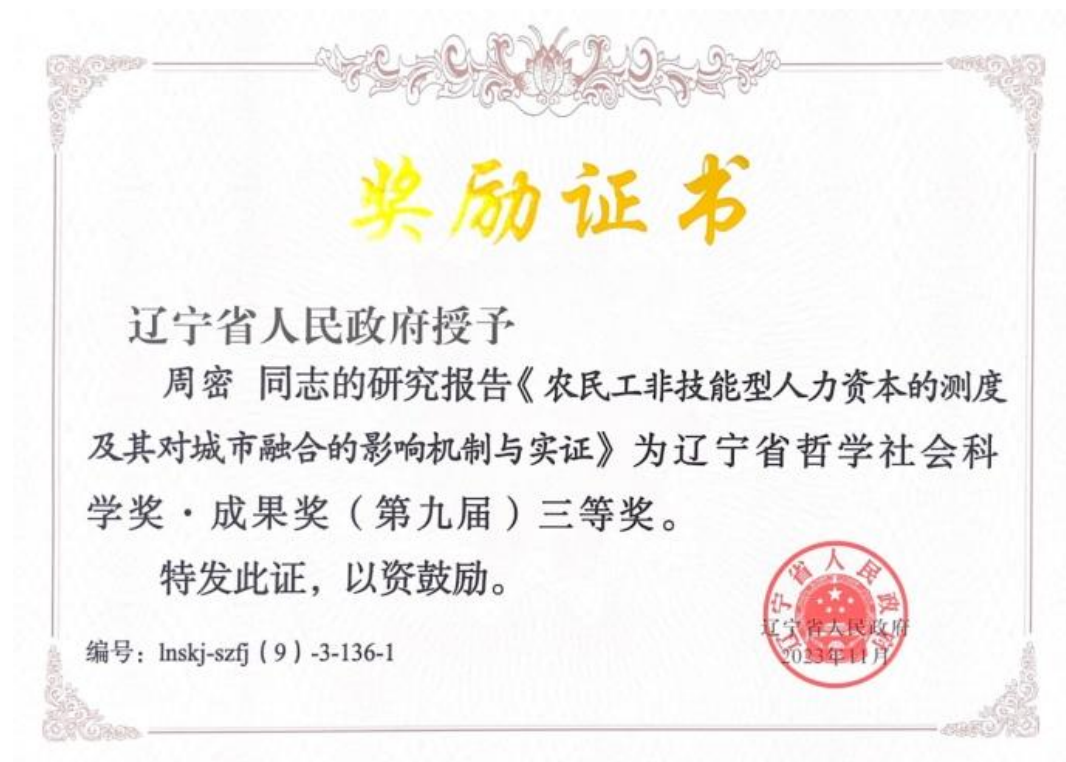 奖励证书
辽宁省人民政府授予
周密 同志的研究报告《农民工非技能型人力资本的测度
及其对城市融合的影响机制与实证》为辽宁省哲学社会科
学奖·成果奖（第九届）三等奖。
特发此证，以资鼓励。
辽宁省人民政府
辽宁省人民政府
2023年11月
编号：lnskj-szfj（9）-3-136-1